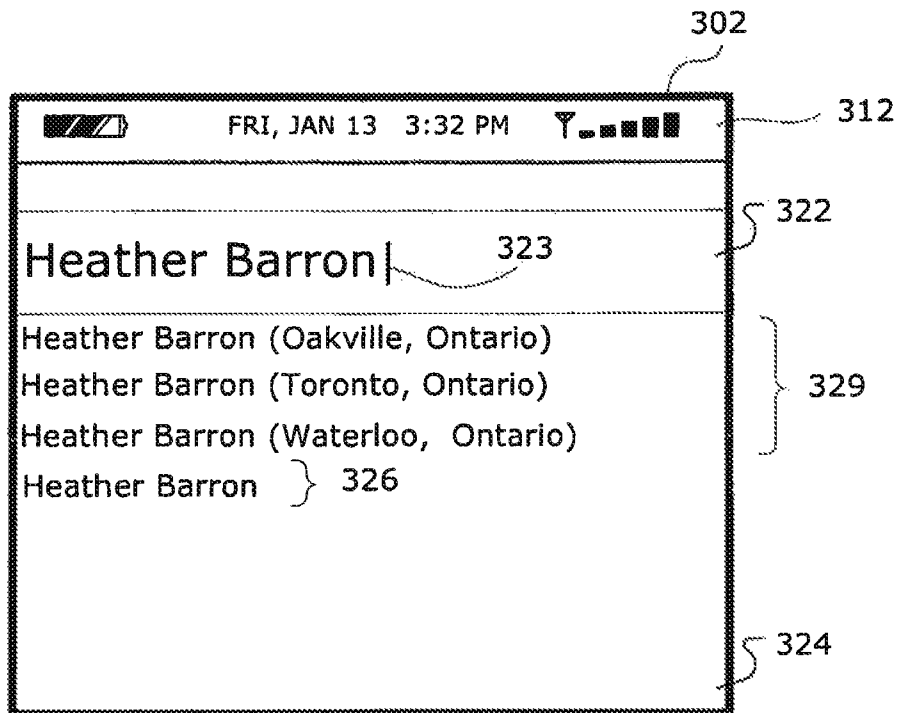 302
FRI, JAN 13 3:32 PM 312
322
Heather Barron 323
Heather Barron (Oakville, Ontario)
Heather Barron (Toronto, Ontario) 329
Heather Barron (Waterloo, Ontario)
Heather Barron 326
324